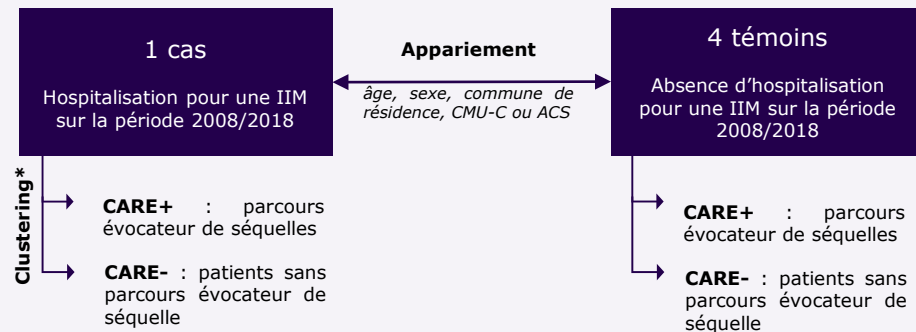 1 cas
Hospitalisation pour une IIM
sur la période 2008/2018
Appariement
âge, sexe, commune de
résidence, CMU-C ou ACS
4 témoins
Absence d’hospitalisation
pour une IIM sur la période
2008/2018
Clustering*
CARE+ : parcours
évocateur de séquelles
CARE- : patients sans
parcours évocateur de
séquelle
CARE+ : parcours
évocateur de séquelles
CARE- : patients sans
parcours évocateur de
séquelle